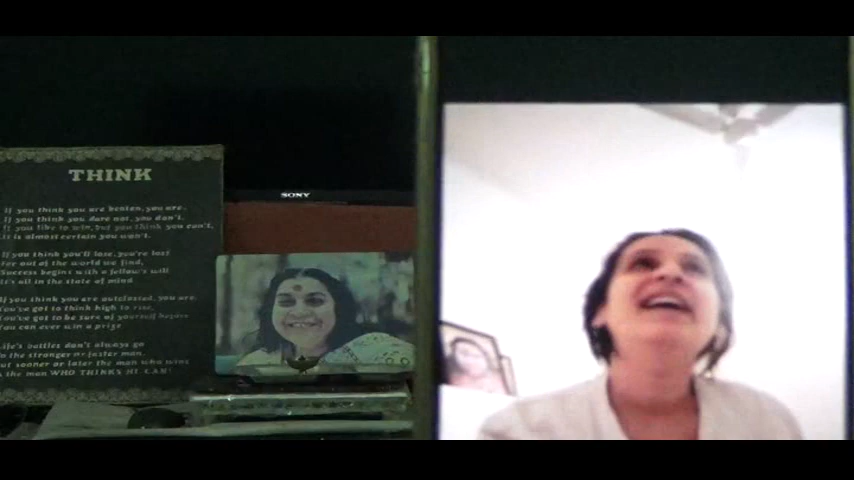 THINK
If you think you are beaten, you are.
If you think you dare not, you don't.
If you like to win, but you think you can't,
It is almost certain you won't.
If you think you'll lose, you're lost
For out of the world we find,
Success begins with a fellow's will
It's all in the state of mind
If you think you are outclassed, you are
You've got to think high to rise,
You've got to be sure of yourself before
You can ever win a prize
Life's battles don't always go
To the stronger or faster man.
But sooner or later the man who wins
Is the man WHO THINKS HE CAN!
SONY